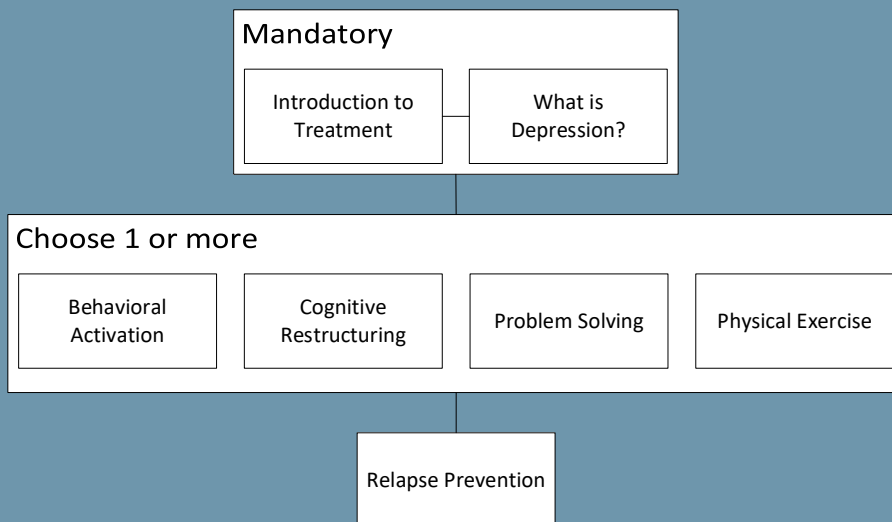 Mandatory
Introduction to
Treatment
What is
Depression?
Choose 1 or more
Behavioral
Activation
Cognitive
Restructuring
Problem Solving
Physical Exercise
Relapse Prevention